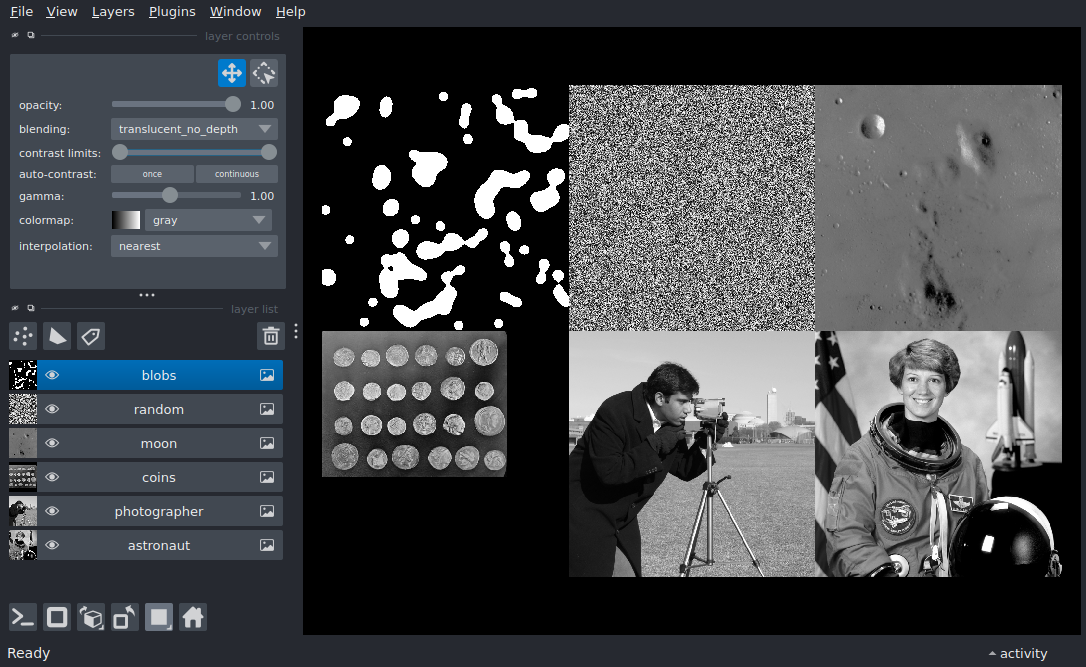 File View Layers Plugins Window Help
layer controls
opacity: 1.00
blending: translucent_no_depth
contrast limits:
auto-contrast: once continuous
gamma: 1.00
colormap: gray
interpolation: nearest
layer list
blobs
random
moon
coins
photographer
astronaut
Ready activity